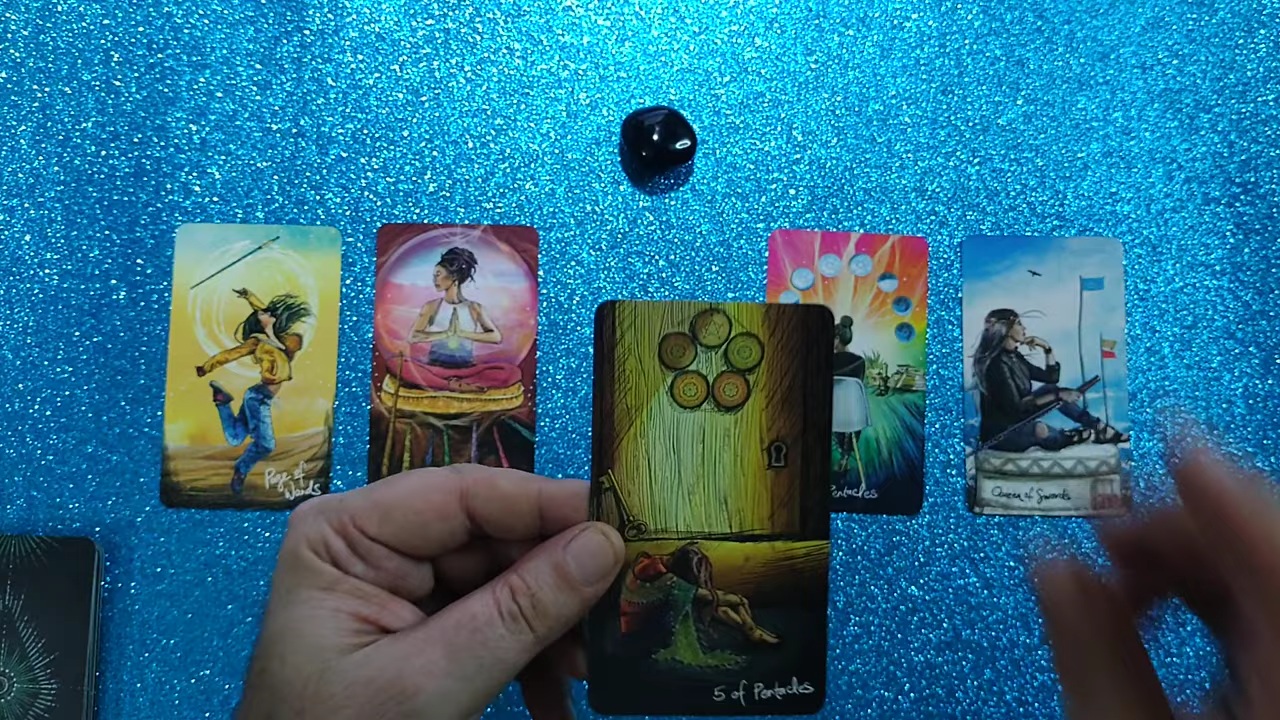 Page of
Wands
Pentacles
Queen of Swords
5 of Pentacles